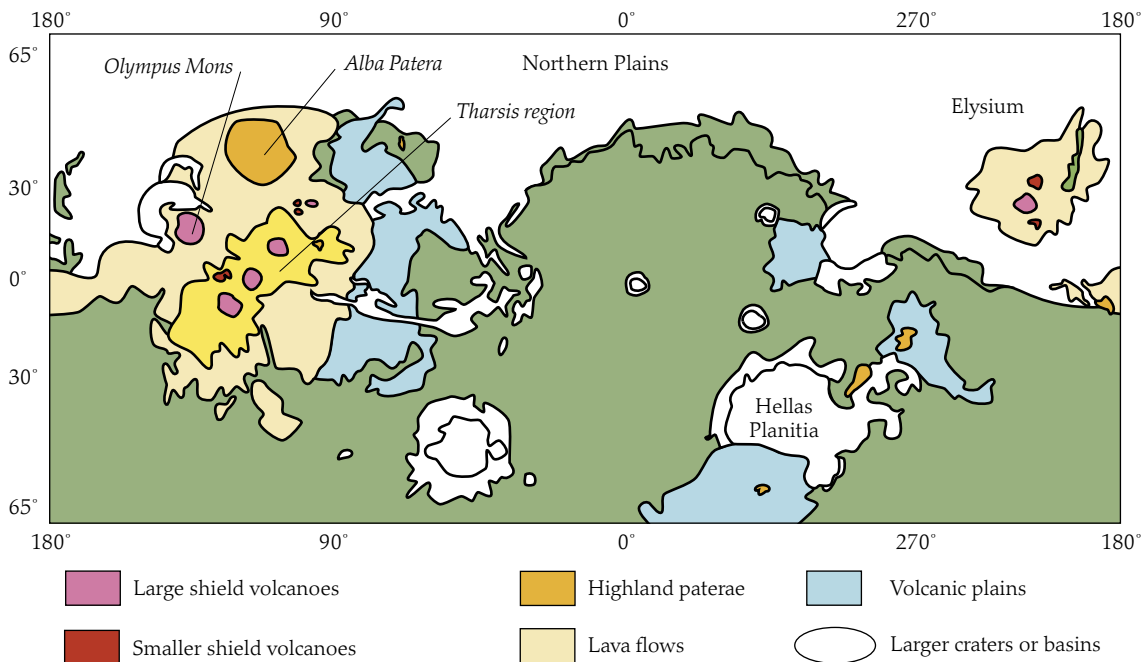 180° 90° 0° 270° 180°
65°
Olympus Mons
Alba Patera
Northern Plains
Tharsis region
Elysium
30°
0°
30°
Hellas
Planitia
65°
180° 90° 0° 270° 180°
Large shield volcanoes
Highland paterae
Volcanic plains
Smaller shield volcanoes
Lava flows
Larger craters or basins